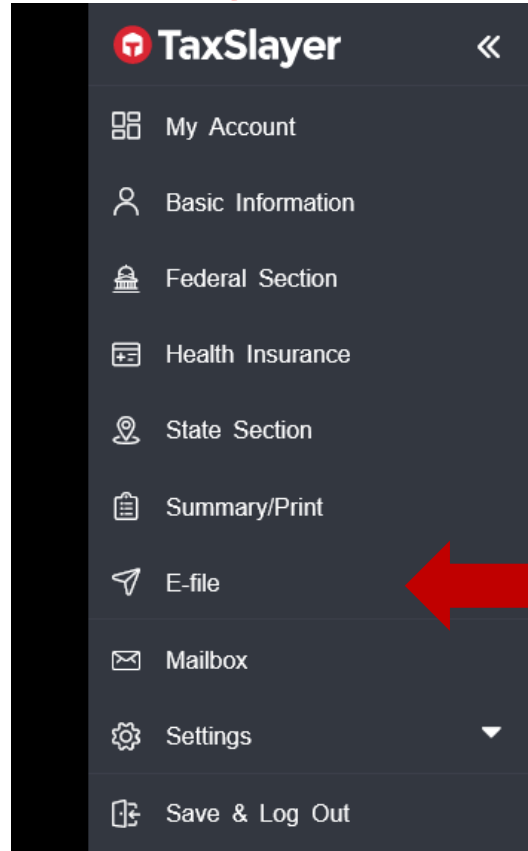 TaxSlayer
My Account
Basic Information
Federal Section
Health Insurance
State Section
Summary/Print
E-file
Mailbox
Settings
Save & Log Out